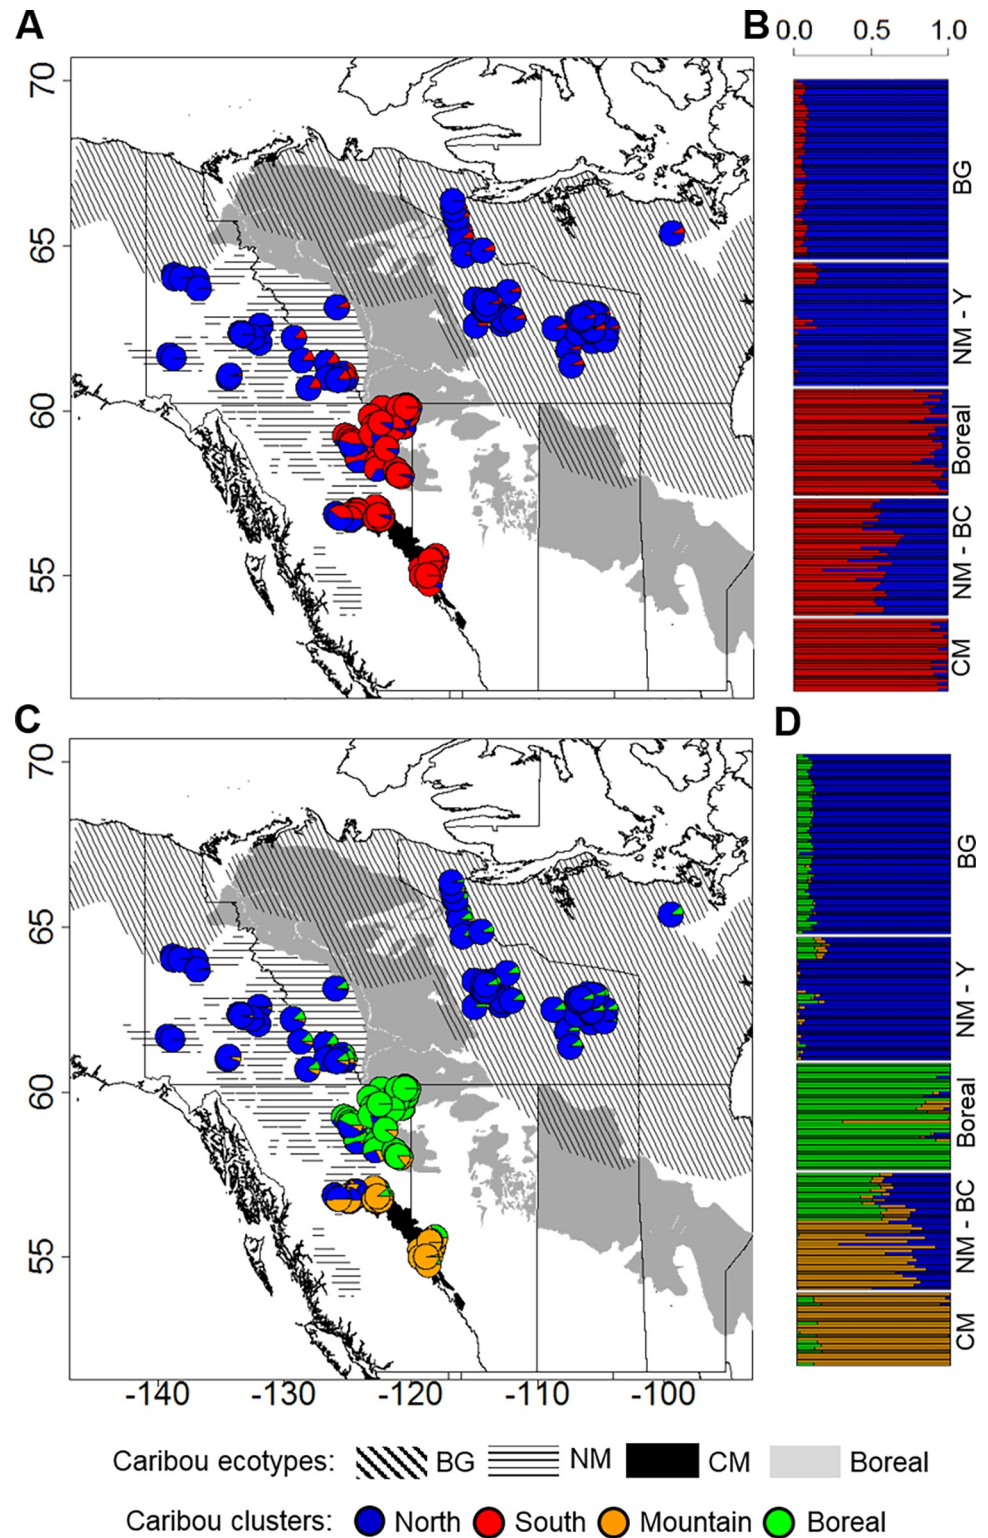 A
B 0.0 0.5 1.0
70
65
60
55
BG
NM - Y
Boreal
NM - BC
CM
C
D
70
65
60
55
BG
NM - Y
Boreal
NM - BC
CM
-140 -130 -120 -110 -100
Caribou ecotypes: BG NM CM Boreal
Caribou clusters: North South Mountain Boreal